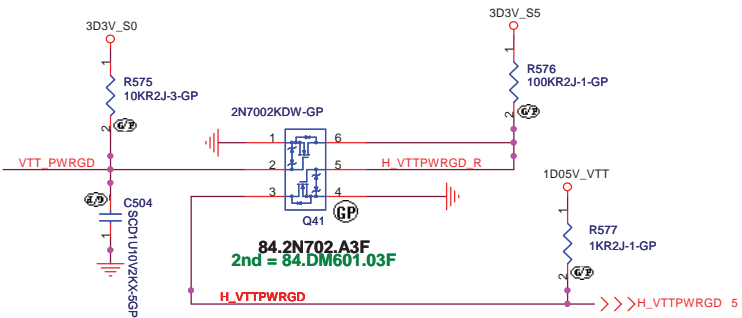 3D3V_S0
3D3V_S5
1
R575
10KR2J-3-GP
2
G/P
1
R576
100KR2J-1-GP
2
G/P
2N7002KDW-GP
1
6
VTT_PWRGD
2
5
H_VTTPWRGD_R
3
4
GP
Q41
1D05V_VTT
C504
SCD1U10V2KX-5GP
2
1
84.2N702.A3F
2nd = 84.DM601.03F
1
R577
1KR2J-1-GP
2
G/P
H_VTTPWRGD
H_VTTPWRGD 5